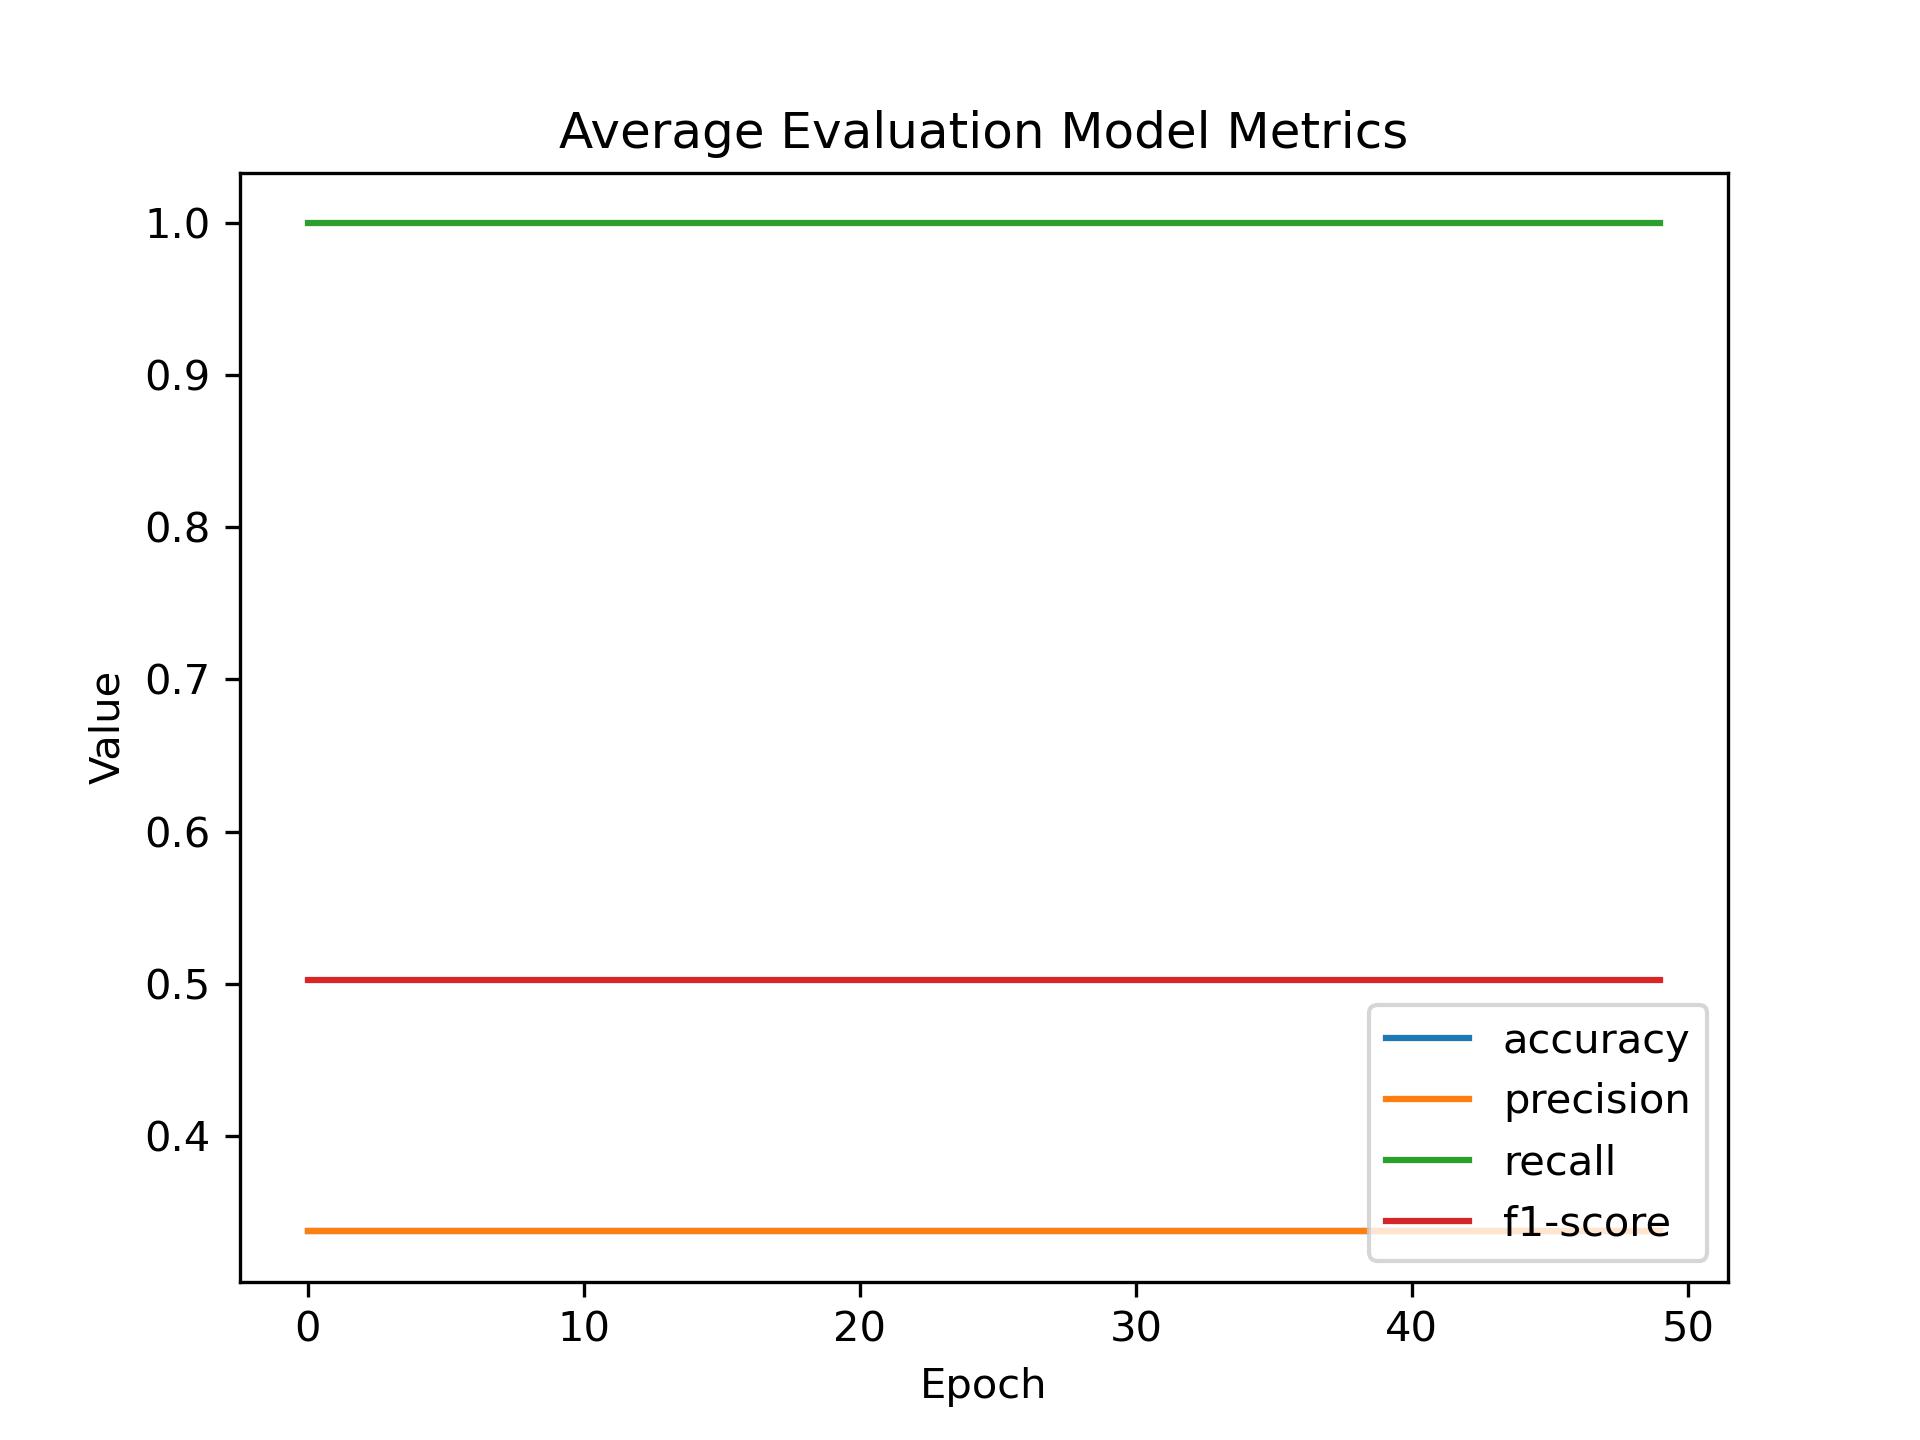 Average Evaluation Model Metrics
1.0
0.9
0.8
0.7
0.6
0.5
0.4
Value
accuracy
precision
recall
f1-score
0 10 20 30 40 50
Epoch